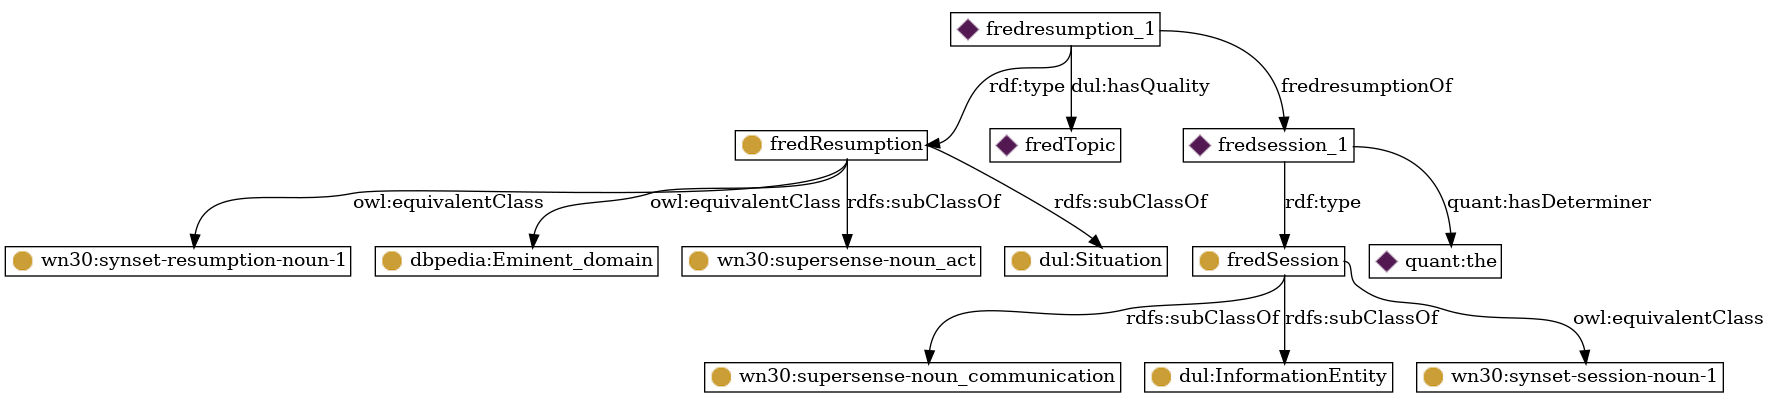 fredresumption_1
rdf:type
dul:hasQuality
fredresumptionOf
fredResumption
fredTopic
fredsession_1
owl:equivalentClass
owl:equivalentClass
rdfs:subClassOf
rdfs:subClassOf
rdf:type
quant:hasDeterminer
wn30:synset-resumption-noun-1
dbpedia:Eminent_domain
wn30:supersense-noun_act
dul:Situation
fredSession
quant:the
rdfs:subClassOf
rdfs:subClassOf
owl:equivalentClass
wn30:supersense-noun_communication
dul:InformationEntity
wn30:synset-session-noun-1